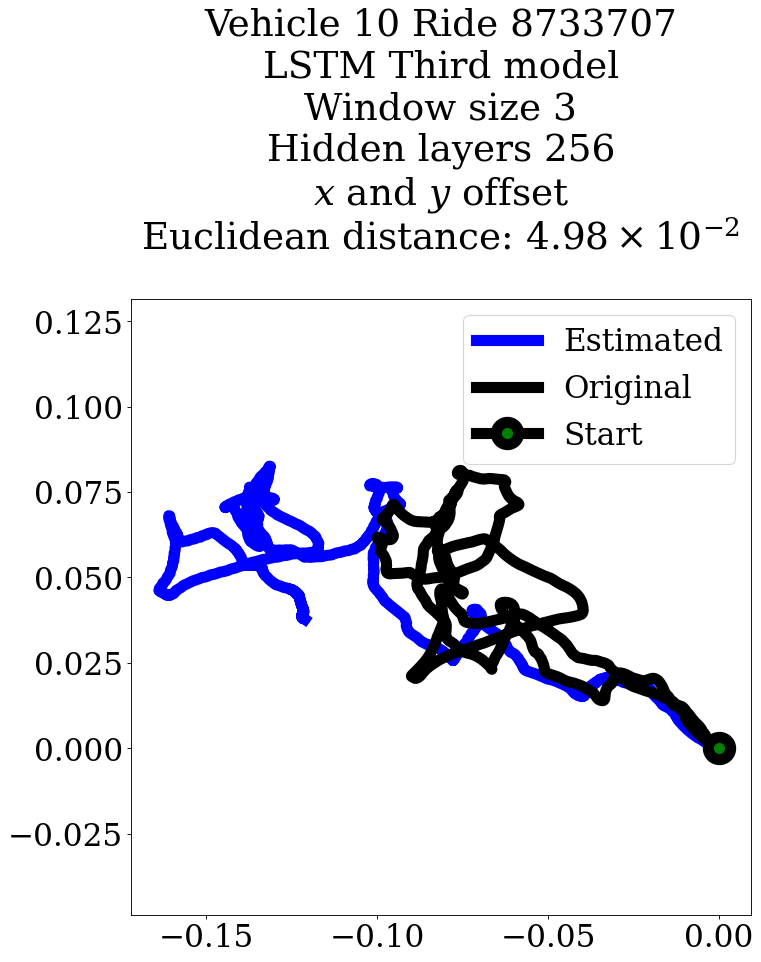 Vehicle 10 Ride 8733707
LSTM Third model
Window size 3
Hidden layers 256
x and y offset
Euclidean distance: 4.98 × 10⁻²
Estimated
Original
Start
0.125
0.100
0.075
0.050
0.025
0.000
−0.025
−0.15
−0.10
−0.05
0.00